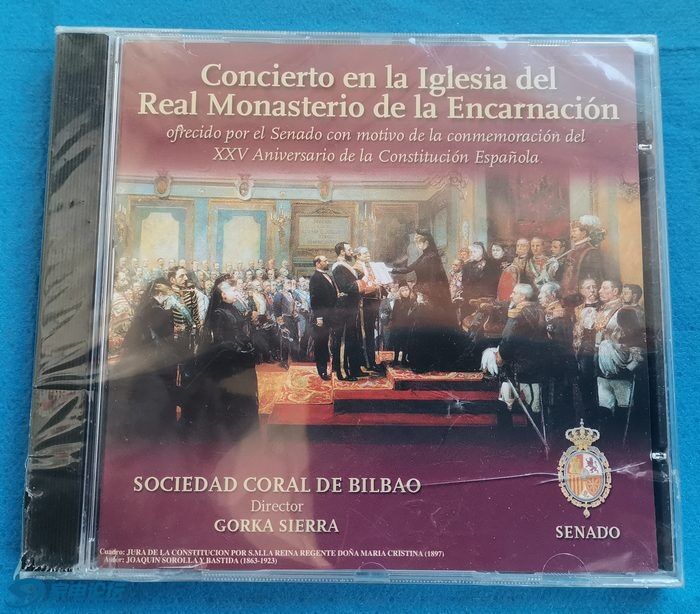 Concierto en la Iglesia del
Real Monasterio de la Encarnación
ofrecido por el Senado con motivo de la conmemoración del
XXV Aniversario de la Constitución Española
SOCIEDAD CORAL DE BILBAO
Director
GORKA SIERRA
SENADO
Cuadro: JURA DE LA CONSTITUCION POR S.M.LA REINA REGENTE DOÑA MARIA CRISTINA (1897)
Autor: JOAQUIN SOROLLA Y BASTIDA (1863-1923)